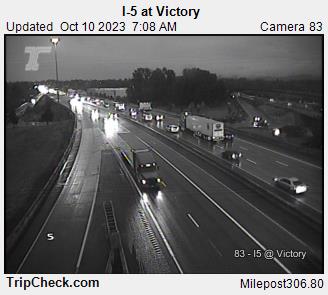 I-5 at Victory
Updated Oct 10 2023 7:08 AM Camera 83
T
S
83 - I5 @ Victory
TripCheck.com Milepost306.80